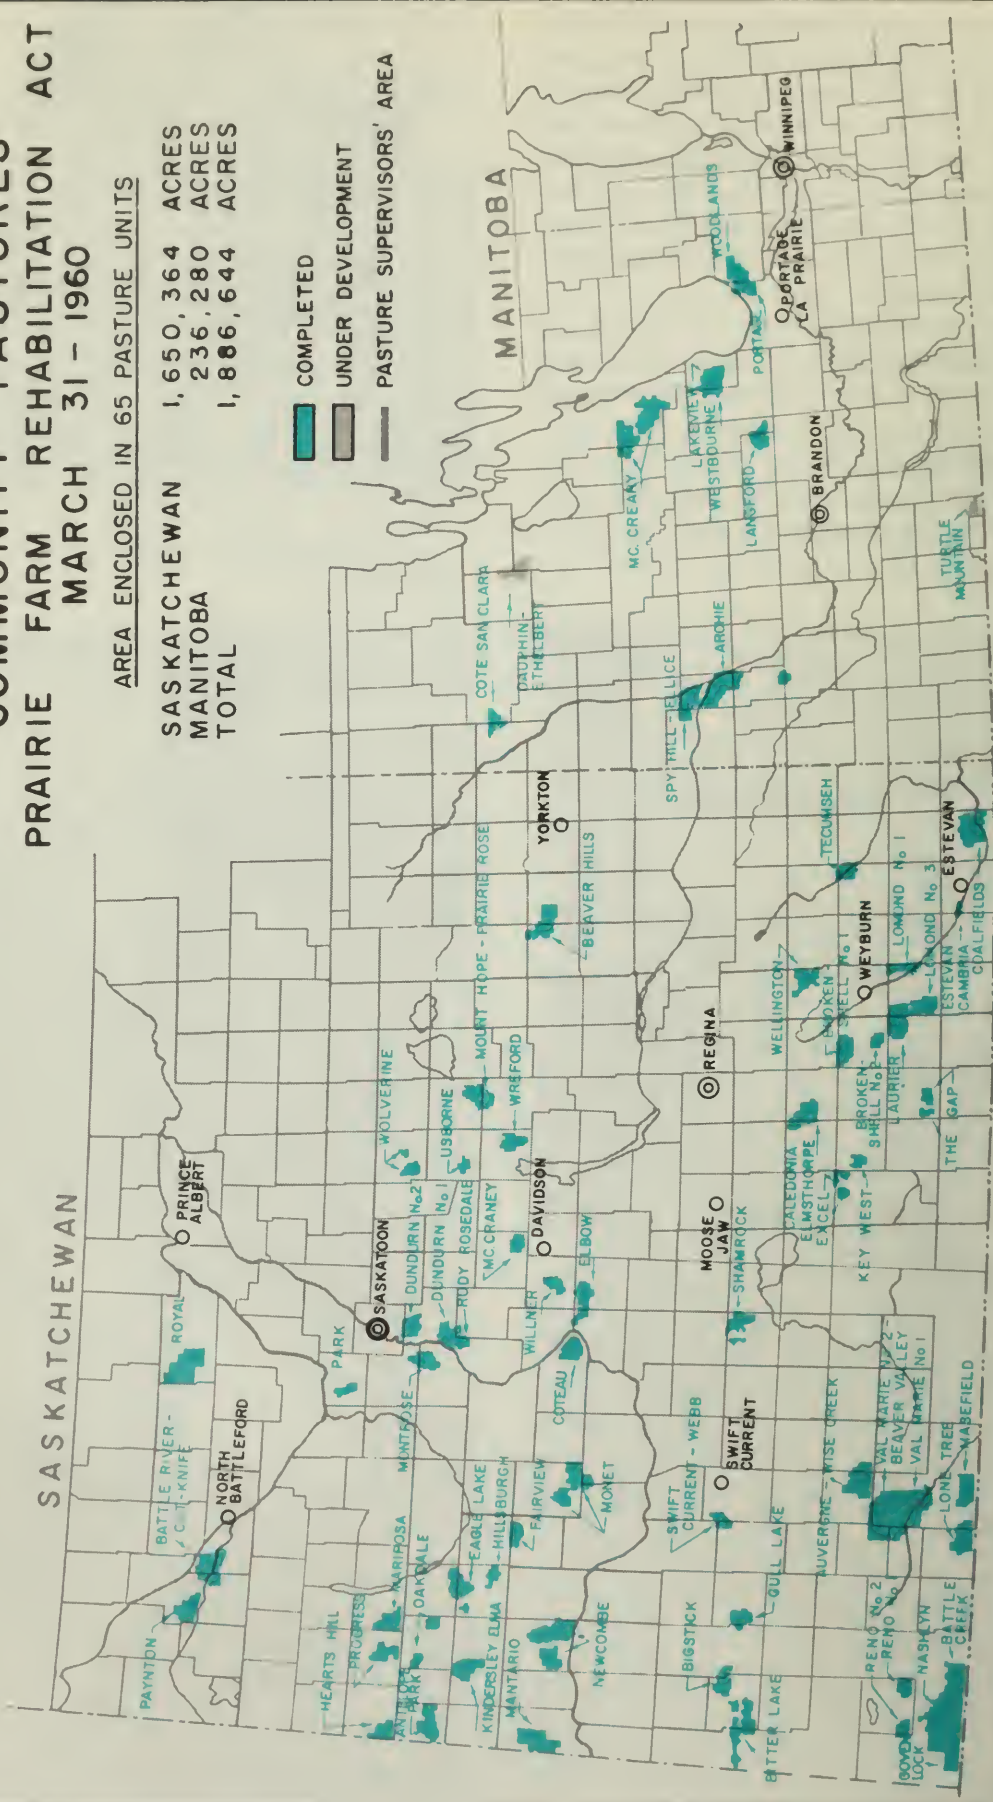 COMMUNITY PASTURES
PRAIRIE FARM REHABILITATION ACT
MARCH 31 - 1960
AREA ENCLOSED IN 65 PASTURE UNITS
SASKATCHEWAN 1,650,364 ACRES
MANITOBA 236,280 ACRES
TOTAL 1,886,644 ACRES
COMPLETED
UNDER DEVELOPMENT
PASTURE SUPERVISORS' AREA
SASKATCHEWAN
MANITOBA
PRINCE
ALBERT
ROYAL
BATTLE RIVER -
NORTH
BATTLEFORD
PAYNTON
PARK
SASKATOON
WOLVERINE
DUNDURN No 2
DUNDURN No 1
USBORNE
RUDY ROSEDALE
MC CRANEY
MOUNT HOPE - PRAIRIE ROSE
WREFORD
DAVIDSON
WILLNER
ELBOW
COTEAU
MONTROSE
HEARTS HILL
PROGRESS
MARIPOSA
OAKDALE
ANTELOPE
PARK
EAGLE LAKE
HILLSBURGH
KINDERSLEY ELMA
MANTARIO
FAIRVIEW
MONET
NEWCOMBE
YORKTON
BEAVER HILLS
COTE SAN CLARA
DAUPHIN -
ETHELBERT
MC. CREARY
LAKEVIEW
WESTBOURNE
LANGFORD
WOODLANDS
PORTAGE
PORTAGE
LA PRAIRIE
WINNIPEG
BRANDON
SPY HILL - ELLICE
ARCHIE
TURTLE
MOUNTAIN
REGINA
MOOSE
JAW
SHAMROCK
SWIFT
CURRENT - WEBB
SWIFT
CURRENT
GULL LAKE
BIGSTICK
BITTER LAKE
AUVERGNE - WISE CREEK
VAL MARIE No 2 -
BEAVER VALLEY
VAL MARIE No 1
LONE TREE
MASEFIELD
RENO No 2
RENO No 1
NASHLYN
BATTLE
CREEK
GOVEN
LOCK
CALEDONIA
ELMSTHORPE
EXCEL
KEY WEST
WELLINGTON
BROKEN -
SHELL No 1
BROKEN -
SHELL No 2
LAURIER
THE GAP
TECUMSEH
WEYBURN
LOMOND No 1
LOMOND No 3
ESTEVAN
CAMBRIA
COALFIELDS
ESTEVAN